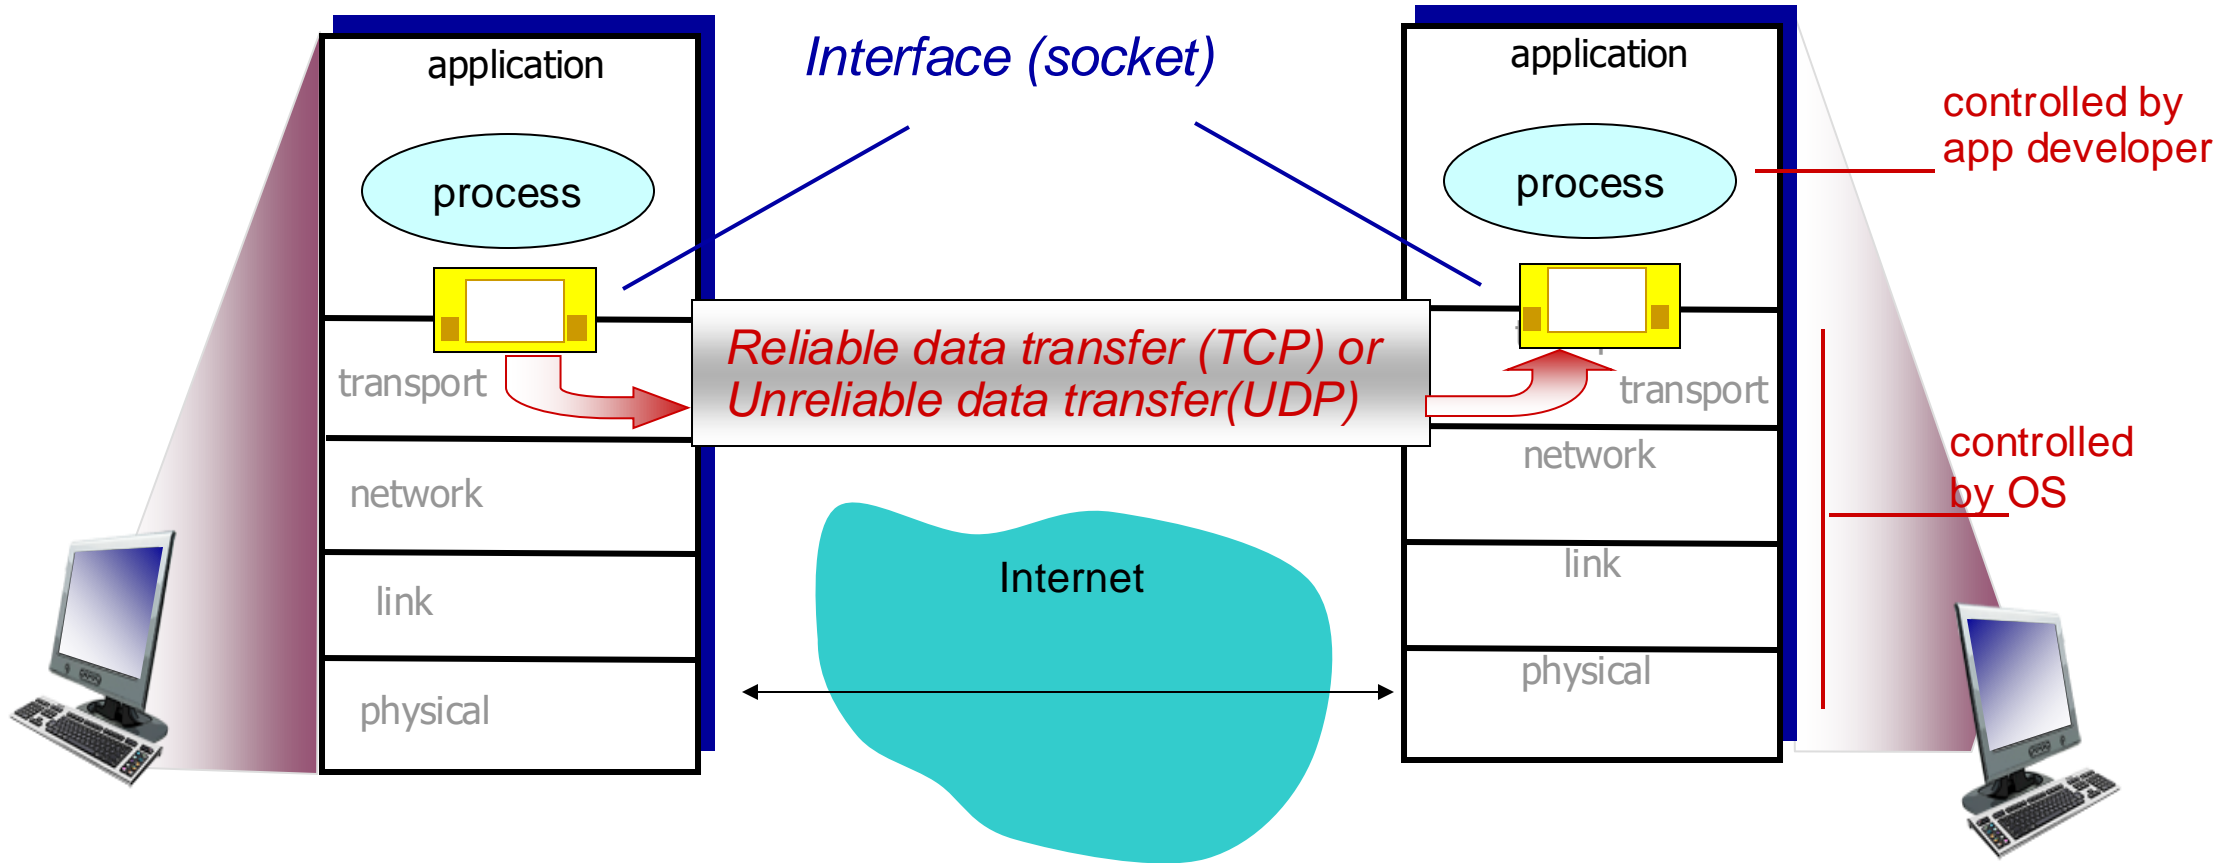 application
process
transport
network
link
physical
Interface (socket)
Reliable data transfer (TCP) or
Unreliable data transfer(UDP)
Internet
application
process
transport
network
link
physical
controlled by
app developer
controlled
by OS